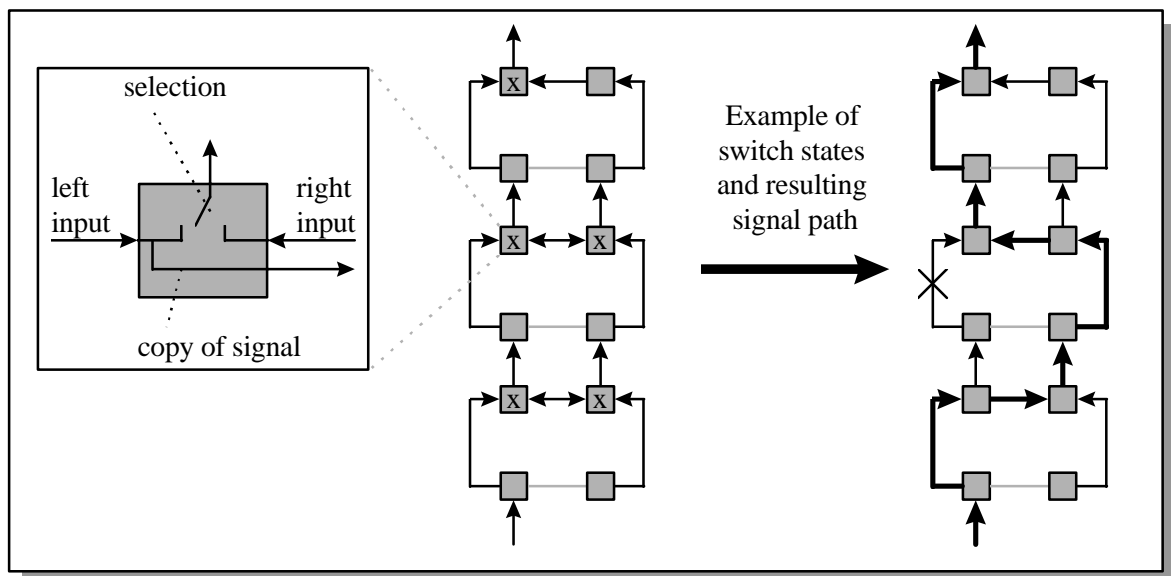 selection
left
input
right
input
copy of signal
x
x
x
x
x
Example of
switch states
and resulting
signal path